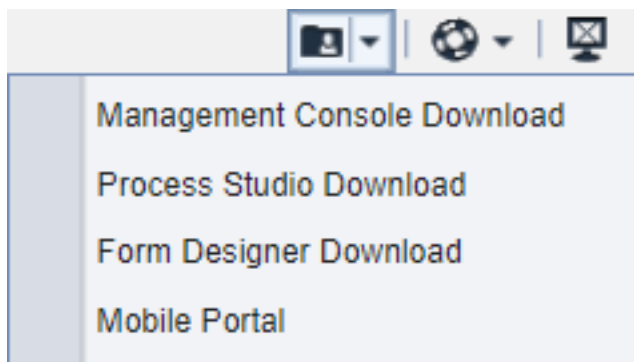 Management Console Download
Process Studio Download
Form Designer Download
Mobile Portal